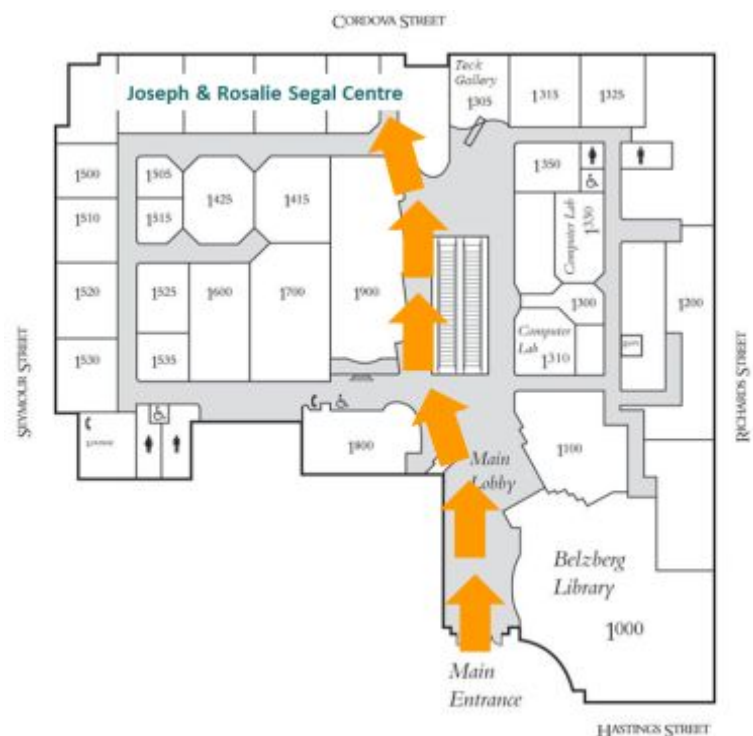 CORDOVA STREET
Teck
Gallery
1305
1315
1325
Joseph & Rosalie Segal Centre
1500
1505
1425
1415
1350
1510
1515
Computer Lab
1330
1520
1525
1600
1700
1900
1300
1200
Computer
Lab
1310
1530
1535
SEYMOUR STREET
RICHARDS STREET
1800
Main
Lobby
1100
Belzberg
Library
1000
Main
Entrance
HASTINGS STREET